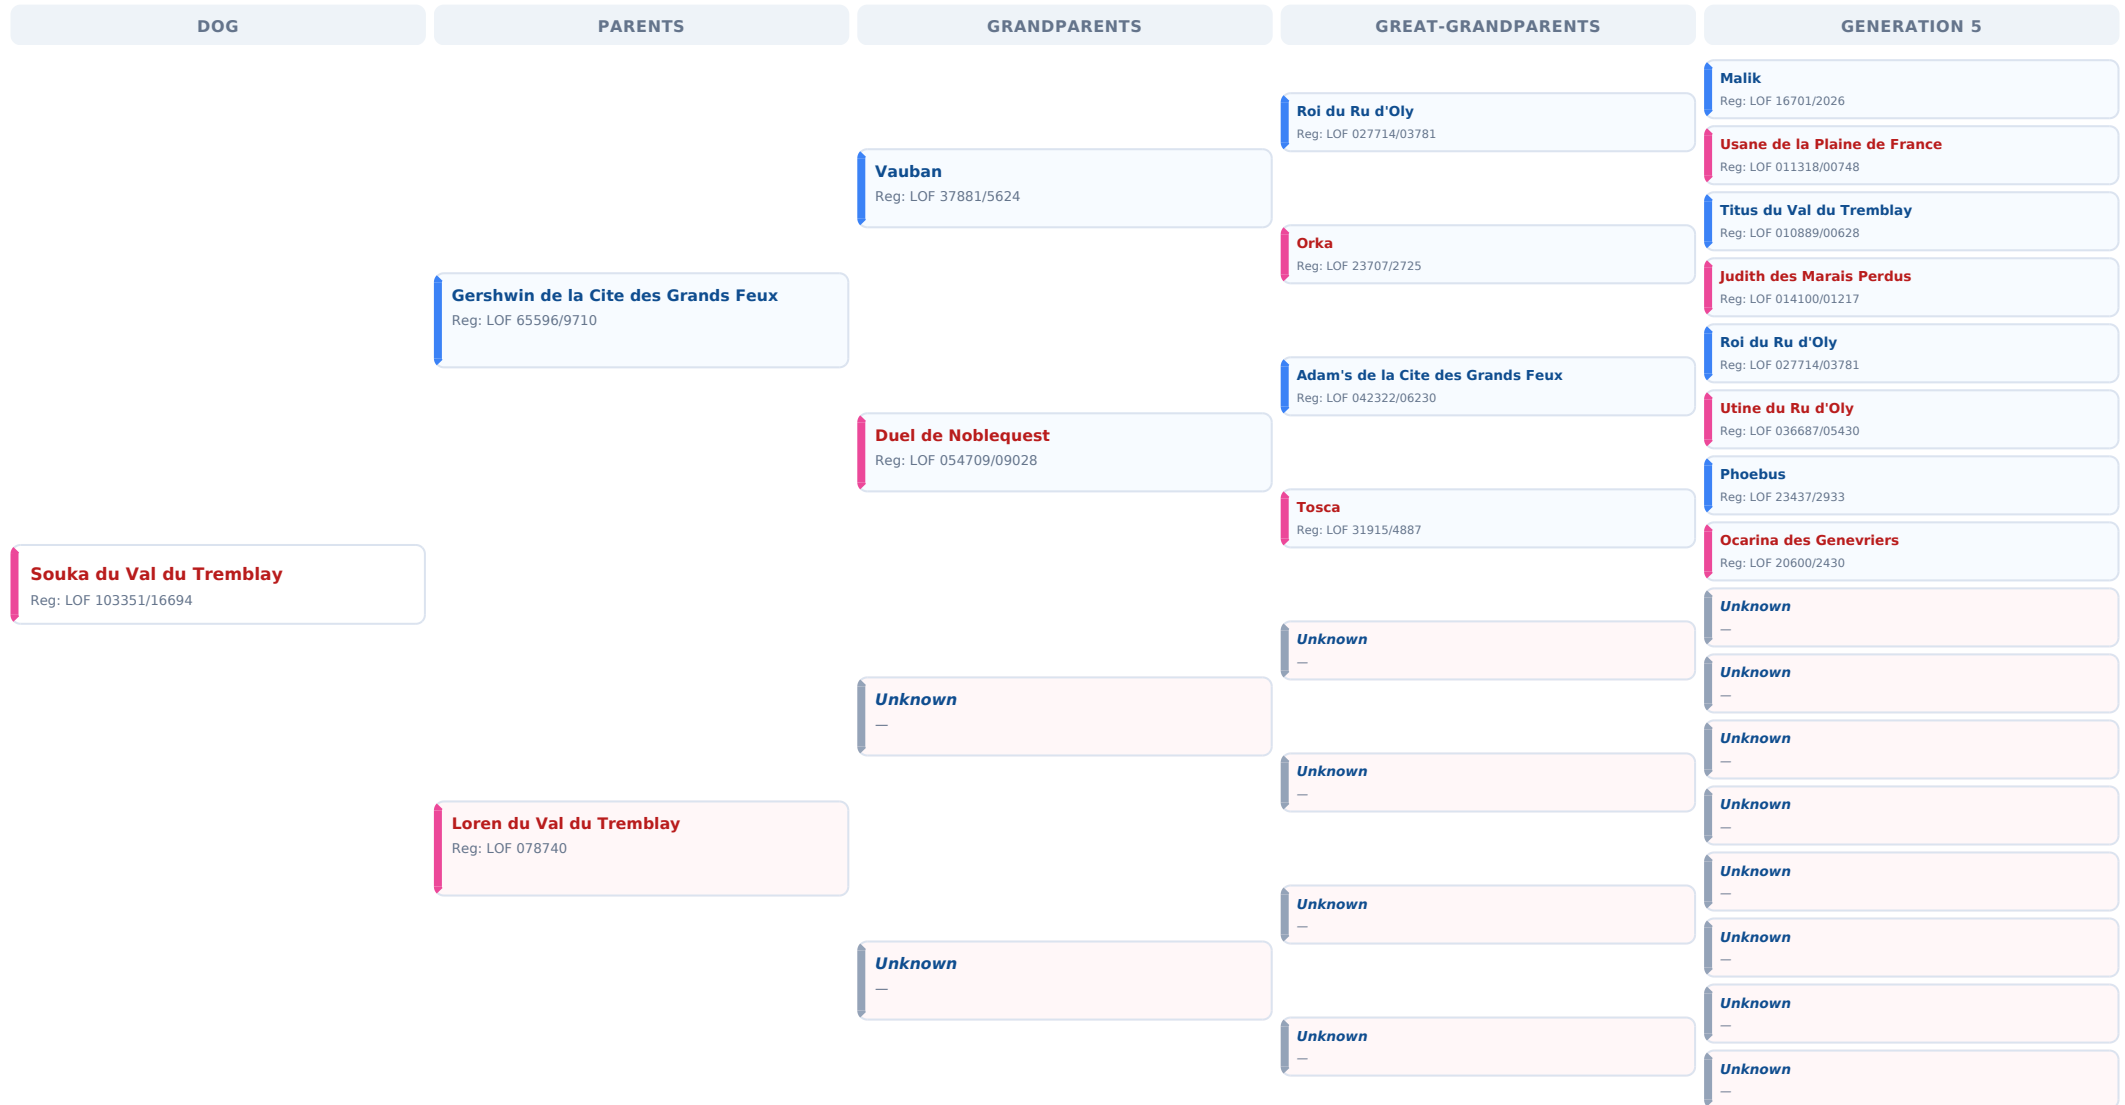 DOG
PARENTS
GRANDPARENTS
GREAT-GRANDPARENTS
GENERATION 5
Souka du Val du Tremblay
Reg: LOF 103351/16694
Gershwin de la Cite des Grands Feux
Reg: LOF 65596/9710
Loren du Val du Tremblay
Reg: LOF 078740
Vauban
Reg: LOF 37881/5624
Duel de Noblequest
Reg: LOF 054709/09028
Unknown
—
Unknown
—
Roi du Ru d'Oly
Reg: LOF 027714/03781
Orka
Reg: LOF 23707/2725
Adam's de la Cite des Grands Feux
Reg: LOF 042322/06230
Tosca
Reg: LOF 31915/4887
Unknown
—
Unknown
—
Unknown
—
Unknown
—
Malik
Reg: LOF 16701/2026
Usane de la Plaine de France
Reg: LOF 011318/00748
Titus du Val du Tremblay
Reg: LOF 010889/00628
Judith des Marais Perdus
Reg: LOF 014100/01217
Roi du Ru d'Oly
Reg: LOF 027714/03781
Utine du Ru d'Oly
Reg: LOF 036687/05430
Phoebus
Reg: LOF 23437/2933
Ocarina des Genevriers
Reg: LOF 20600/2430
Unknown
—
Unknown
—
Unknown
—
Unknown
—
Unknown
—
Unknown
—
Unknown
—
Unknown
—